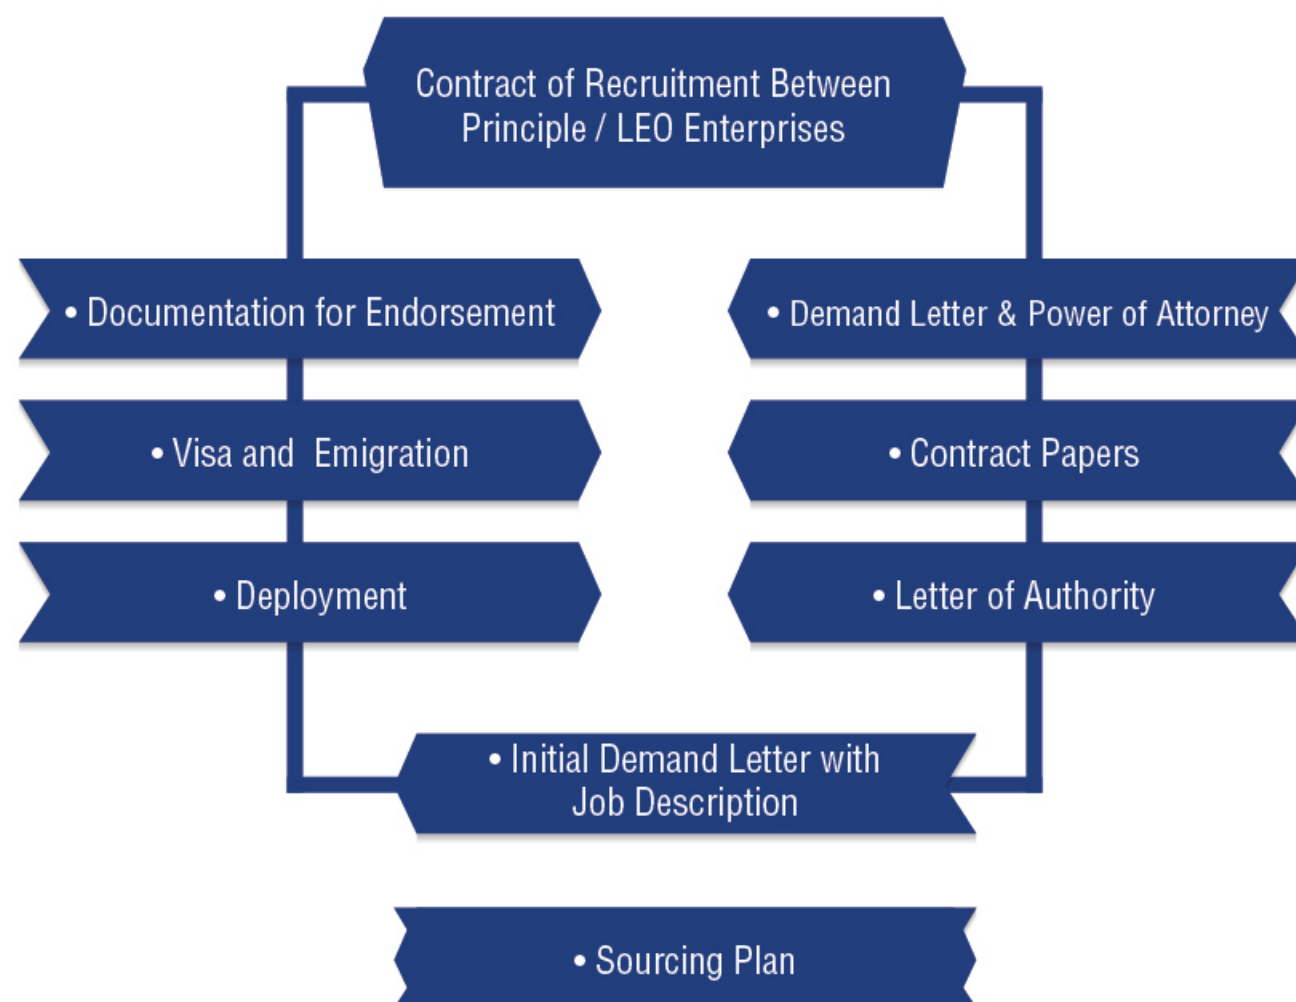 Contract of Recruitment Between
Principle / LEO Enterprises
• Documentation for Endorsement
• Demand Letter & Power of Attorney
• Visa and Emigration
• Contract Papers
• Deployment
• Letter of Authority
• Initial Demand Letter with
Job Description
• Sourcing Plan